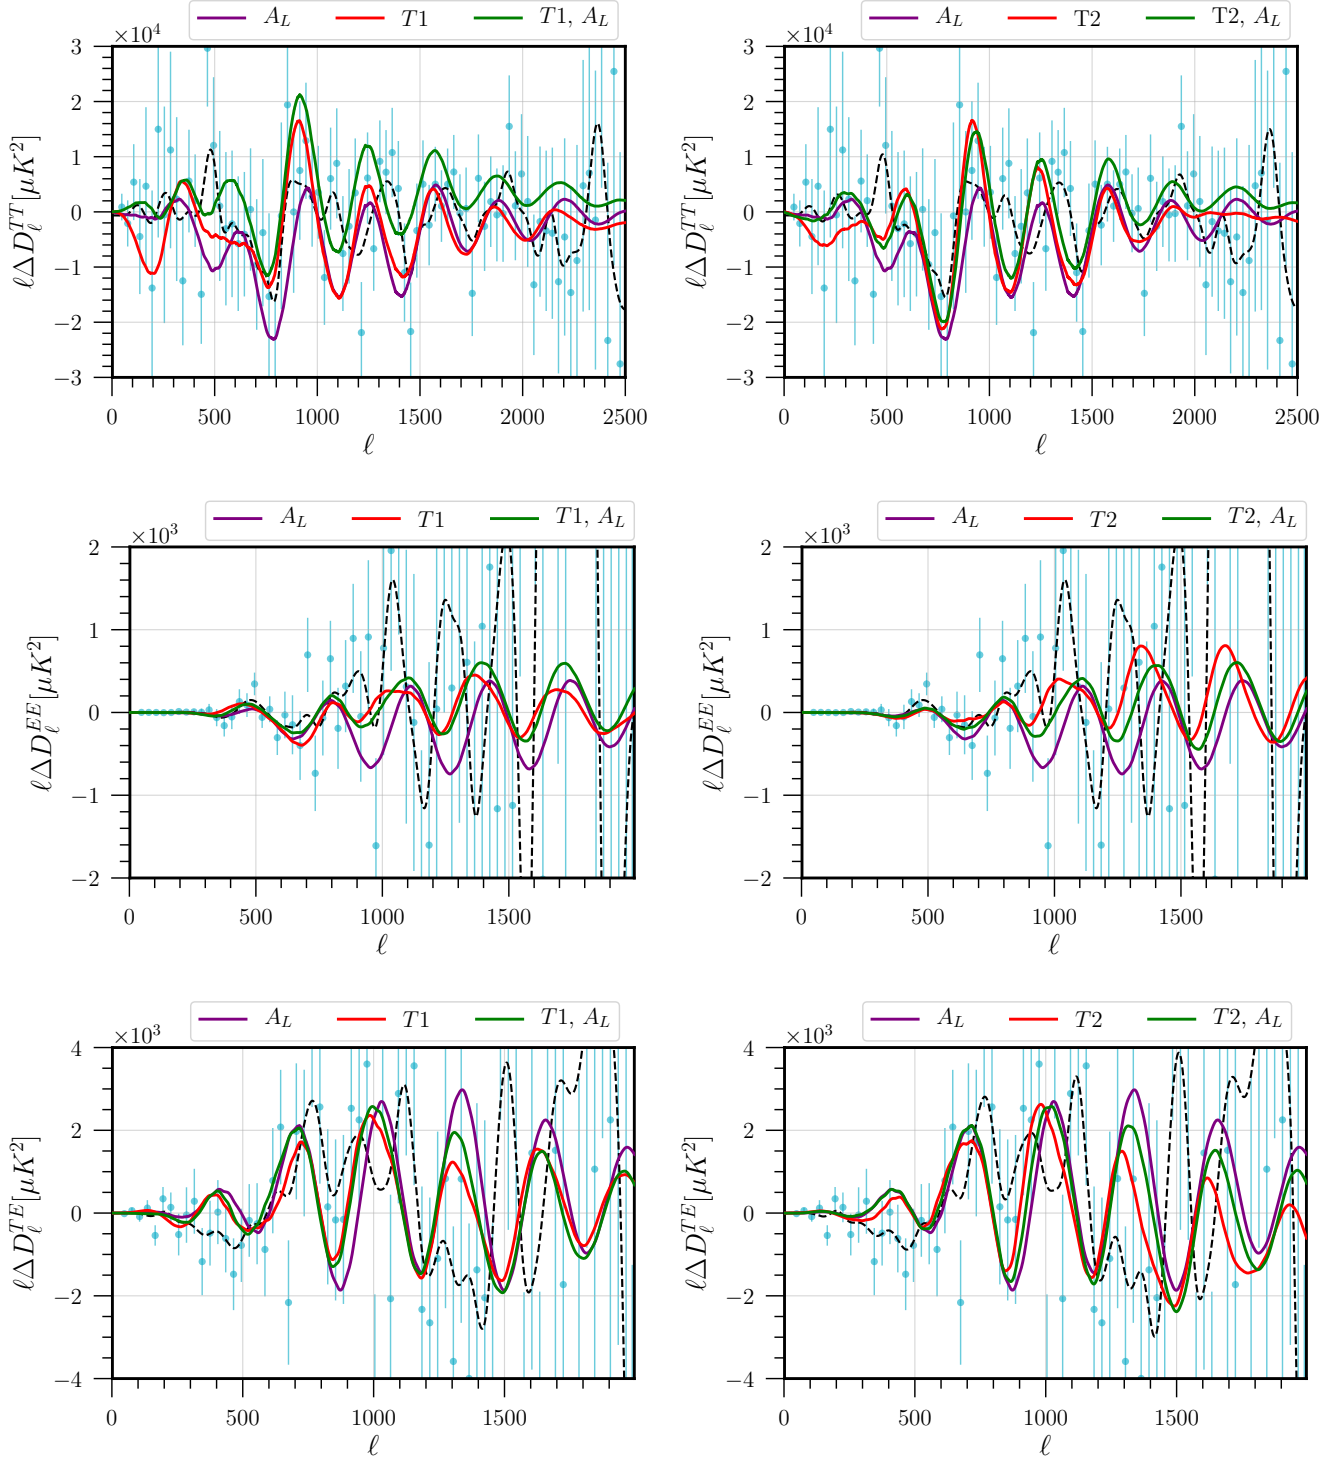 A_L T1 T1, A_L
×10^4
ℓΔD_ℓ^{TT}[μK^2]
3
2
1
0
−1
−2
−3
0 500 1000 1500 2000 2500
ℓ
A_L T2 T2, A_L
×10^4
ℓΔD_ℓ^{TT}[μK^2]
3
2
1
0
−1
−2
−3
0 500 1000 1500 2000 2500
ℓ
A_L T1 T1, A_L
×10^3
ℓΔD_ℓ^{EE}[μK^2]
2
1
0
−1
−2
0 500 1000 1500
ℓ
A_L T2 T2, A_L
×10^3
ℓΔD_ℓ^{EE}[μK^2]
2
1
0
−1
−2
0 500 1000 1500
ℓ
A_L T1 T1, A_L
×10^3
ℓΔD_ℓ^{TE}[μK^2]
4
2
0
−2
−4
0 500 1000 1500
ℓ
A_L T2 T2, A_L
×10^3
ℓΔD_ℓ^{TE}[μK^2]
4
2
0
−2
−4
0 500 1000 1500
ℓ